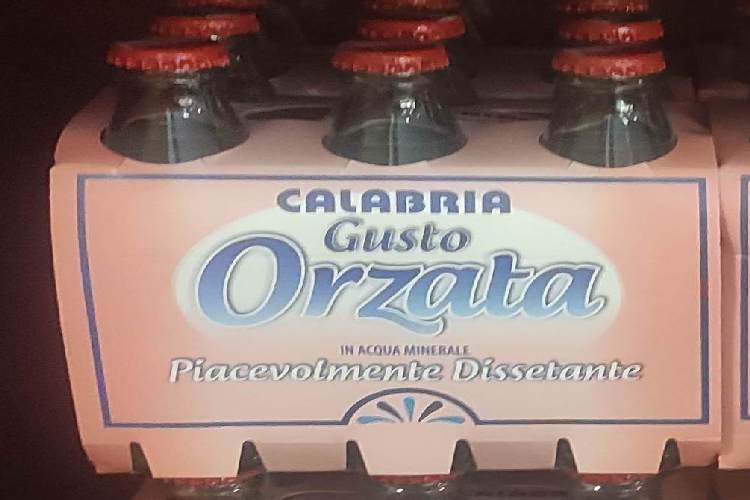 CALABRIA
Gusto
Orzata
IN ACQUA MINERALE
Piacevolmente Dissetante